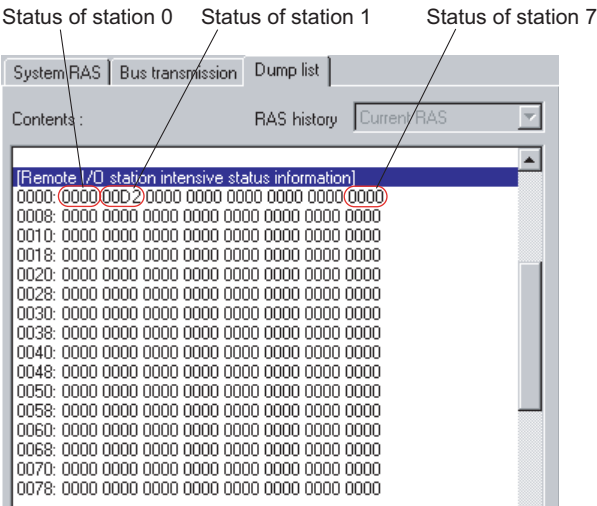 Status of station 0 Status of station 1 Status of station 7
System RAS Bus transmission Dump list
Contents : RAS history Current RAS
[Remote I/O station intensive status information]
0000: 0000 00D2 0000 0000 0000 0000 0000 0000
0008: 0000 0000 0000 0000 0000 0000 0000 0000
0010: 0000 0000 0000 0000 0000 0000 0000 0000
0018: 0000 0000 0000 0000 0000 0000 0000 0000
0020: 0000 0000 0000 0000 0000 0000 0000 0000
0028: 0000 0000 0000 0000 0000 0000 0000 0000
0030: 0000 0000 0000 0000 0000 0000 0000 0000
0038: 0000 0000 0000 0000 0000 0000 0000 0000
0040: 0000 0000 0000 0000 0000 0000 0000 0000
0048: 0000 0000 0000 0000 0000 0000 0000 0000
0050: 0000 0000 0000 0000 0000 0000 0000 0000
0058: 0000 0000 0000 0000 0000 0000 0000 0000
0060: 0000 0000 0000 0000 0000 0000 0000 0000
0068: 0000 0000 0000 0000 0000 0000 0000 0000
0070: 0000 0000 0000 0000 0000 0000 0000 0000
0078: 0000 0000 0000 0000 0000 0000 0000 0000